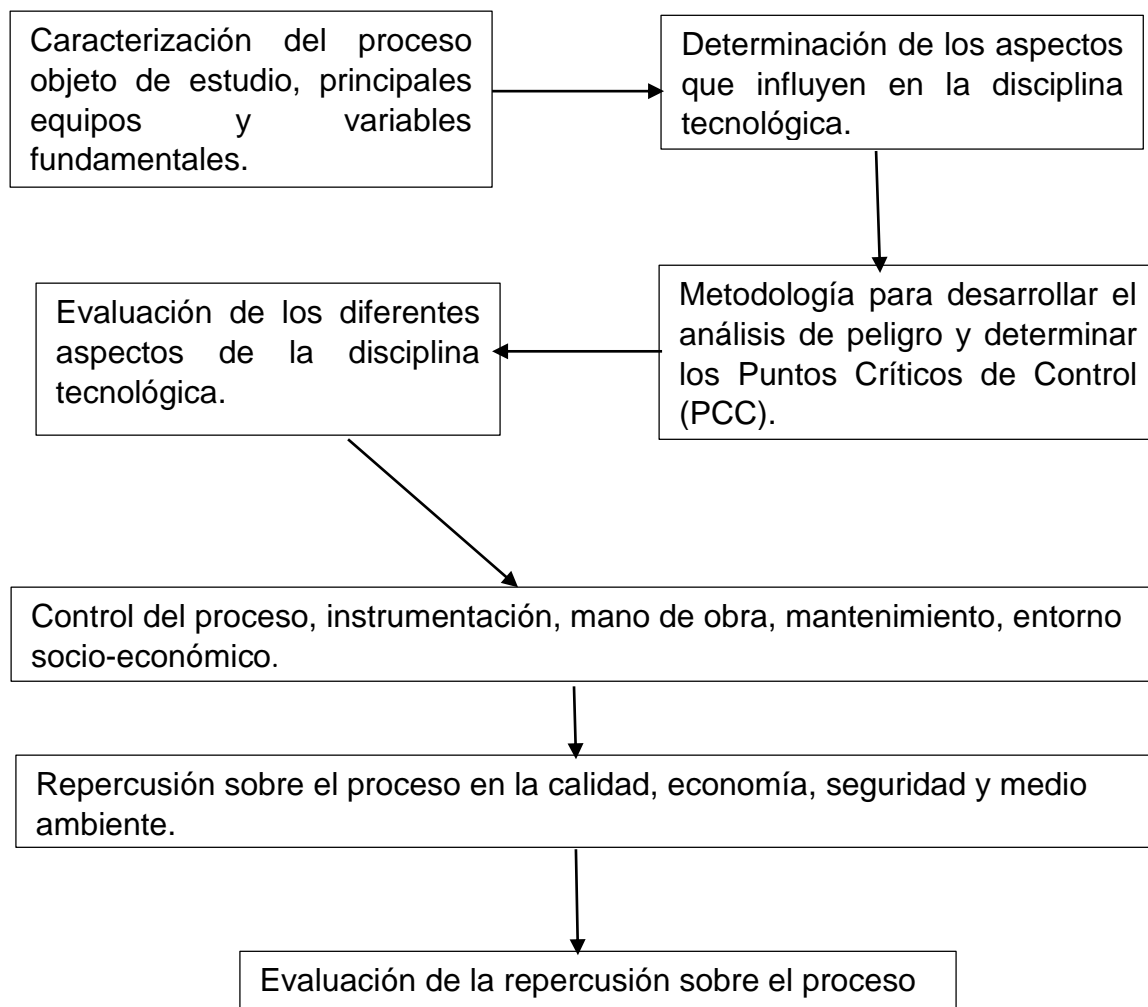 Caracterización del proceso
objeto de estudio, principales
equipos y variables
fundamentales.
Determinación de los aspectos
que influyen en la disciplina
tecnológica.
Metodología para desarrollar el
análisis de peligro y determinar
los Puntos Críticos de Control
(PCC).
Evaluación de los diferentes
aspectos de la disciplina
tecnológica.
Control del proceso, instrumentación, mano de obra, mantenimiento, entorno
socio-económico.
Repercusión sobre el proceso en la calidad, economía, seguridad y medio
ambiente.
Evaluación de la repercusión sobre el proceso